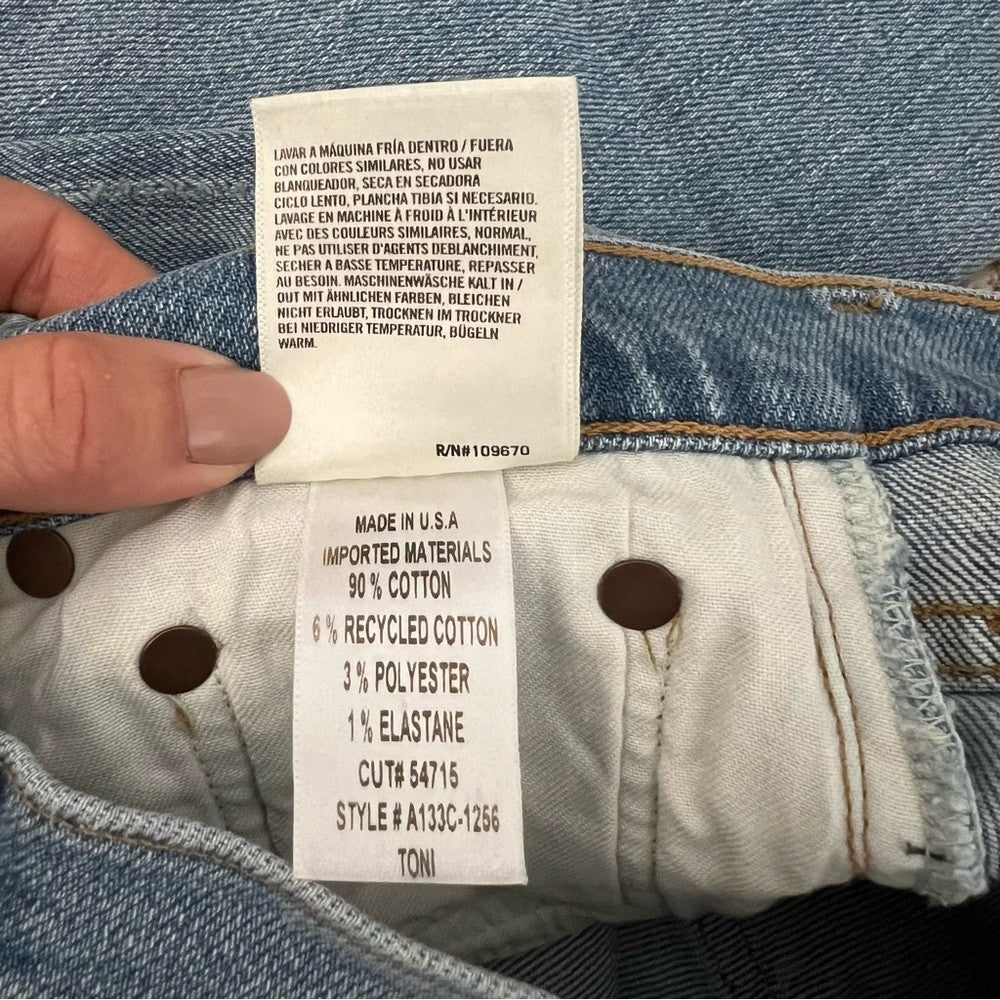 LAVAR A MÁQUINA FRÍA DENTRO / FUERA
CON COLORES SIMILARES, NO USAR
BLANQUEADOR, SECA EN SECADORA
CICLO LENTO, PLANCHA TIBIA SI NECESARIO.
LAVAGE EN MACHINE À FROID À L'INTÉRIEUR
AVEC DES COULEURS SIMILAIRES, NORMAL,
NE PAS UTILISER D'AGENTS DEBLANCHIMENT,
SECHER A BASSE TEMPERATURE, REPASSER
AU BESOIN. MASCHINENWÄSCHE KALT IN /
OUT MIT ÄHNLICHEN FARBEN, BLEICHEN
NICHT ERLAUBT, TROCKNEN IM TROCKNER
BEI NIEDRIGER TEMPERATUR, BÜGELN
WARM.
R/N#109670
MADE IN U.S.A
IMPORTED MATERIALS
90 % COTTON
6 % RECYCLED COTTON
3 % POLYESTER
1 % ELASTANE
CUT# 54715
STYLE # A133C-1266
TONI